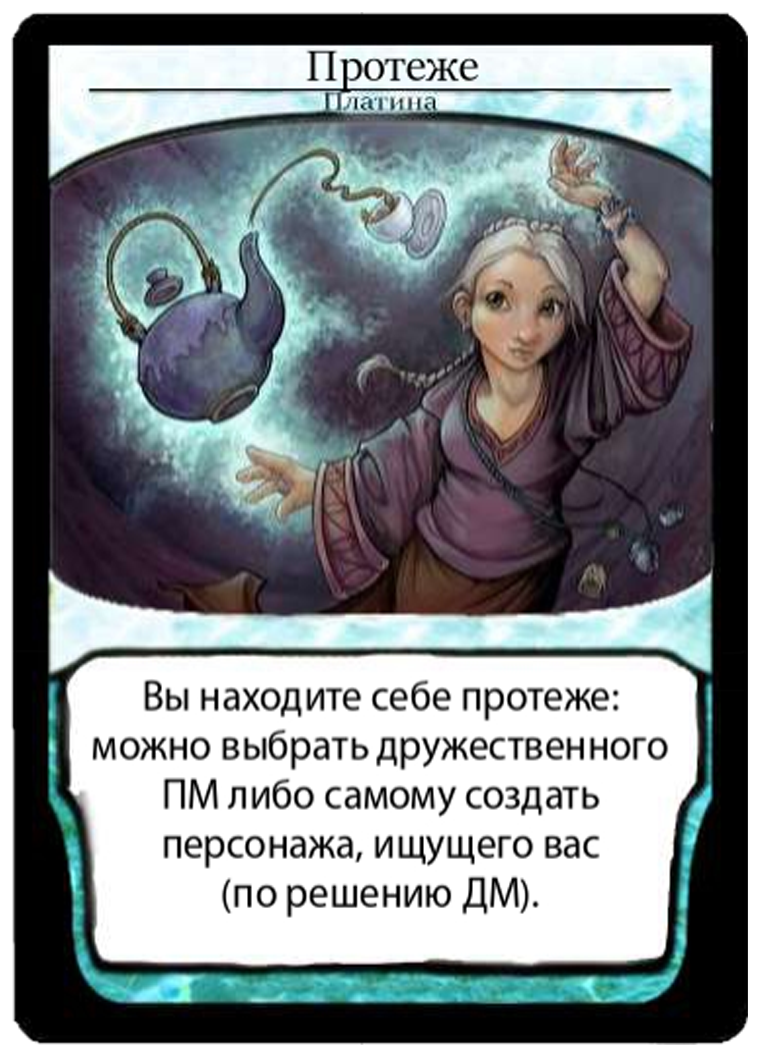 Протеже
Платина
Вы находите себе протеже:
можно выбрать дружественного
ПМ либо самому создать
персонажа, ищущего вас
(по решению ДМ).